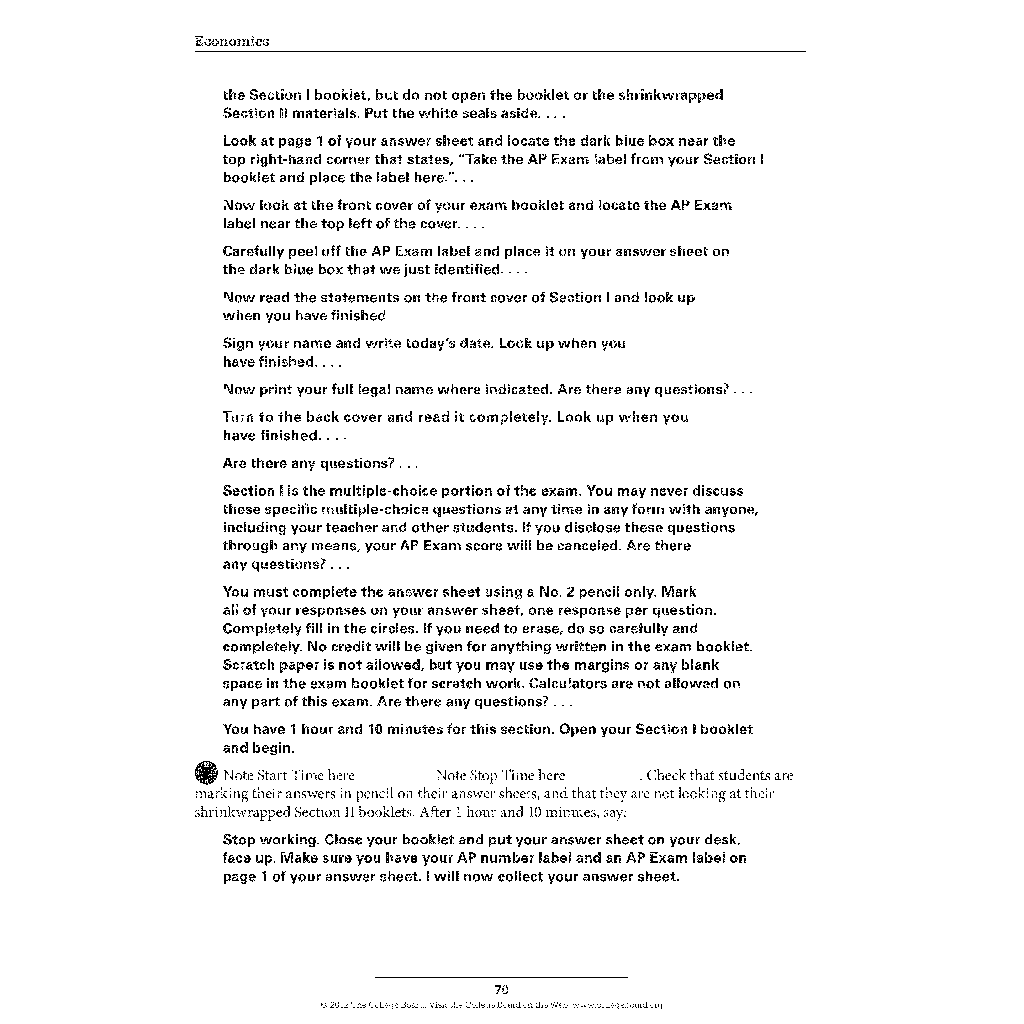 Economics
the Section I booklet, but do not open the booklet or the shrinkwrapped
Section II materials. Put the white seals aside. . . .
Look at page 1 of your answer sheet and locate the dark blue box near the
top right-hand corner that states, “Take the AP Exam label from your Section I
booklet and place the label here.”. . .
Now look at the front cover of your exam booklet and locate the AP Exam
label near the top left of the cover. . . .
Carefully peel off the AP Exam label and place it on your answer sheet on
the dark blue box that we just identified. . . .
Now read the statements on the front cover of Section I and look up
when you have finished
Sign your name and write today’s date. Look up when you
have finished. . . .
Now print your full legal name where indicated. Are there any questions? . . .
Turn to the back cover and read it completely. Look up when you
have finished. . . .
Are there any questions? . . .
Section I is the multiple-choice portion of the exam. You may never discuss
these specific multiple-choice questions at any time in any form with anyone,
including your teacher and other students. If you disclose these questions
through any means, your AP Exam score will be canceled. Are there
any questions? . . .
You must complete the answer sheet using a No. 2 pencil only. Mark
all of your responses on your answer sheet, one response per question.
Completely fill in the circles. If you need to erase, do so carefully and
completely. No credit will be given for anything written in the exam booklet.
Scratch paper is not allowed, but you may use the margins or any blank
space in the exam booklet for scratch work. Calculators are not allowed on
any part of this exam. Are there any questions? . . .
You have 1 hour and 10 minutes for this section. Open your Section I booklet
and begin.
Note Start Time here Note Stop Time here . Check that students are
marking their answers in pencil on their answer sheets, and that they are not looking at their
shrinkwrapped Section II booklets. After 1 hour and 10 minutes, say:
Stop working. Close your booklet and put your answer sheet on your desk,
face up. Make sure you have your AP number label and an AP Exam label on
page 1 of your answer sheet. I will now collect your answer sheet.
70
© 2012 The College Board. Visit the College Board on the Web: www.collegeboard.org